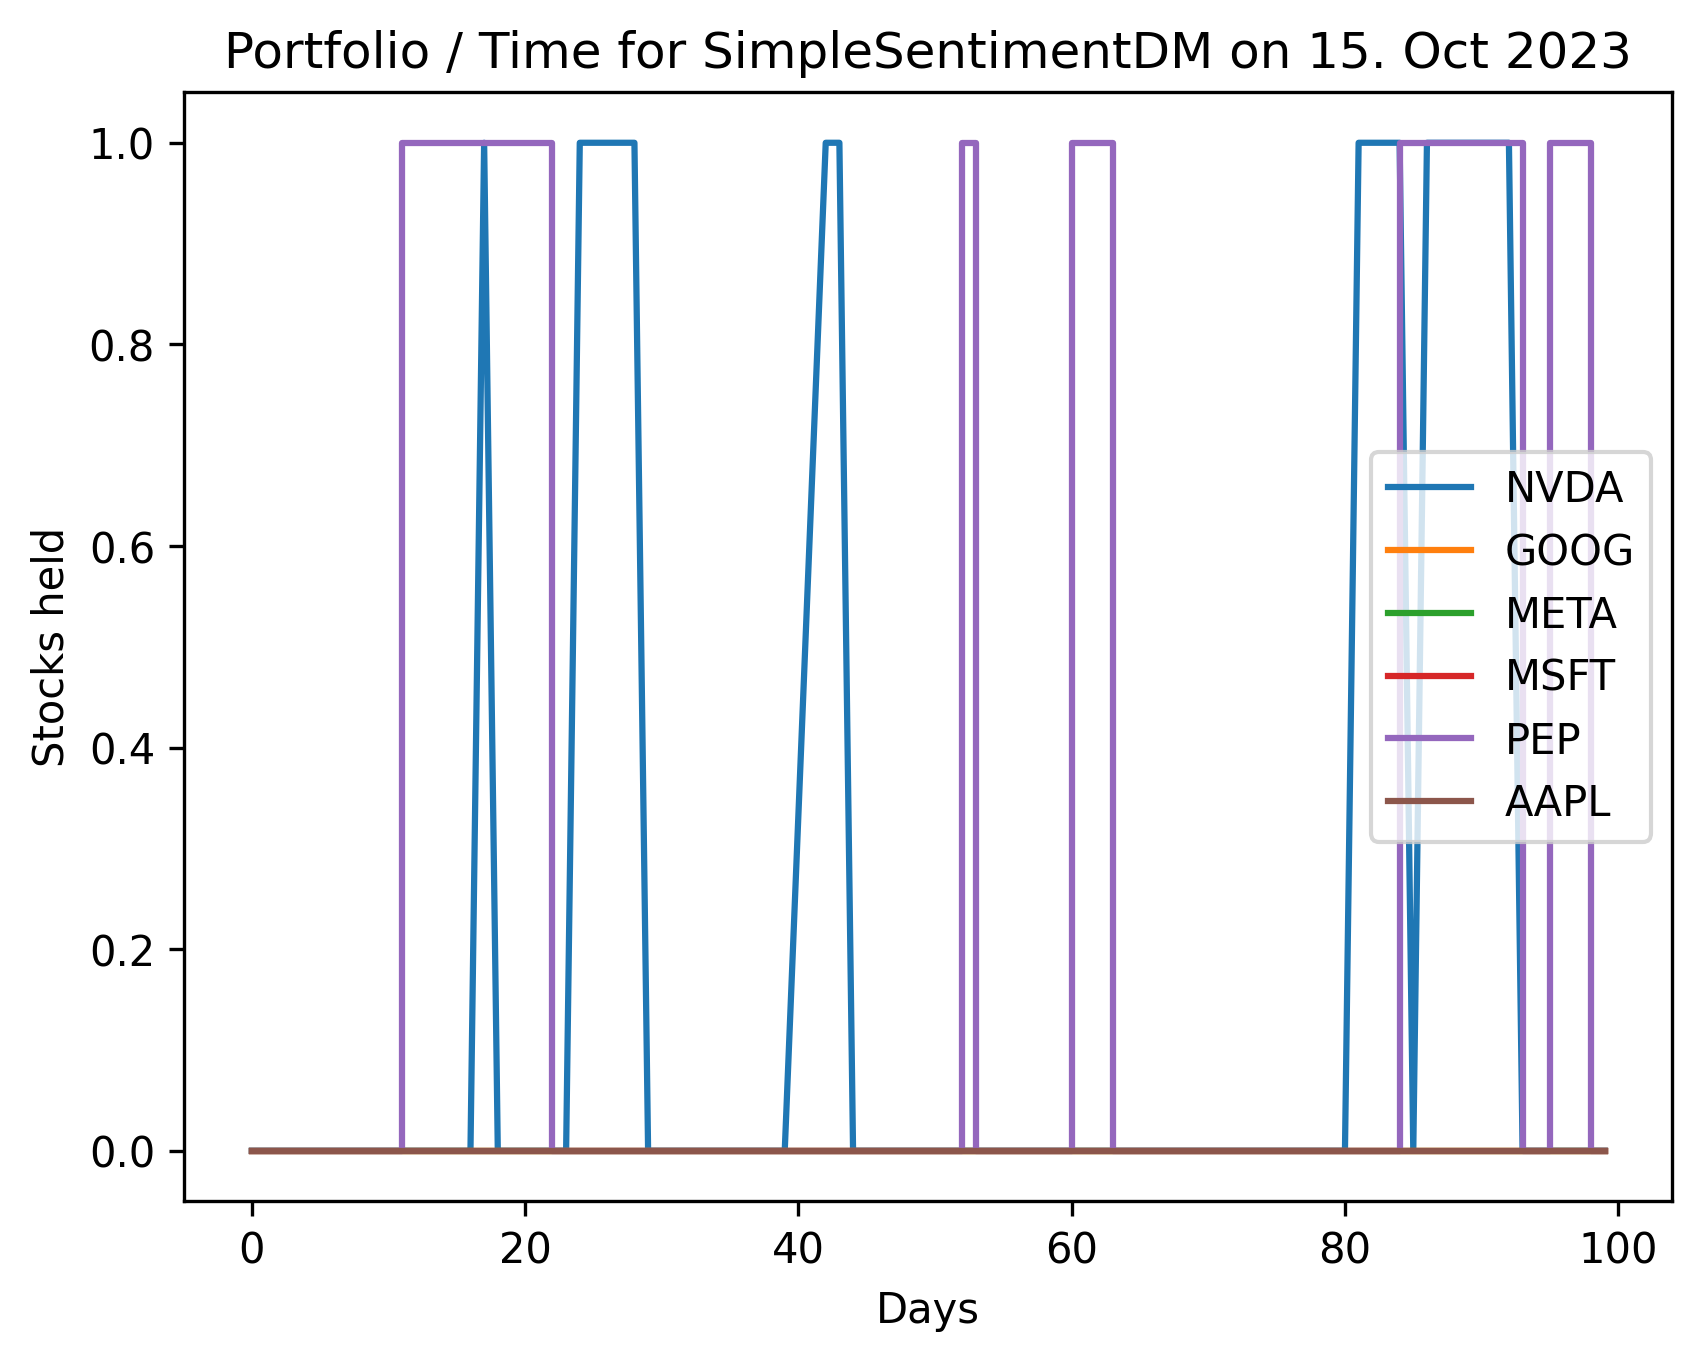 Portfolio / Time for SimpleSentimentDM on 15. Oct 2023
1.0
0.8
0.6
0.4
0.2
0.0
Stocks held
NVDA
GOOG
META
MSFT
PEP
AAPL
0 20 40 60 80 100
Days